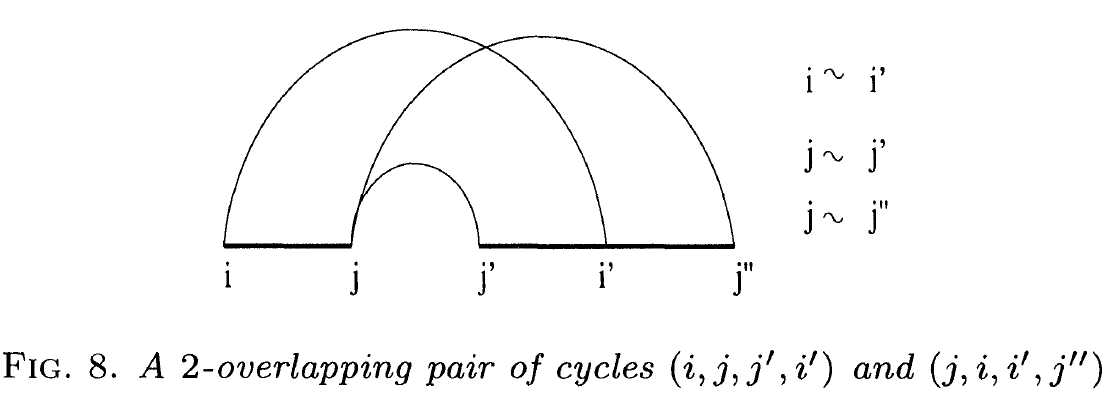 i ~ i'
j ~ j'
j ~ j"
i j j' i' j"
FIG. 8. A 2-overlapping pair of cycles (i, j, j′, i′) and (j, i, i′, j′′)